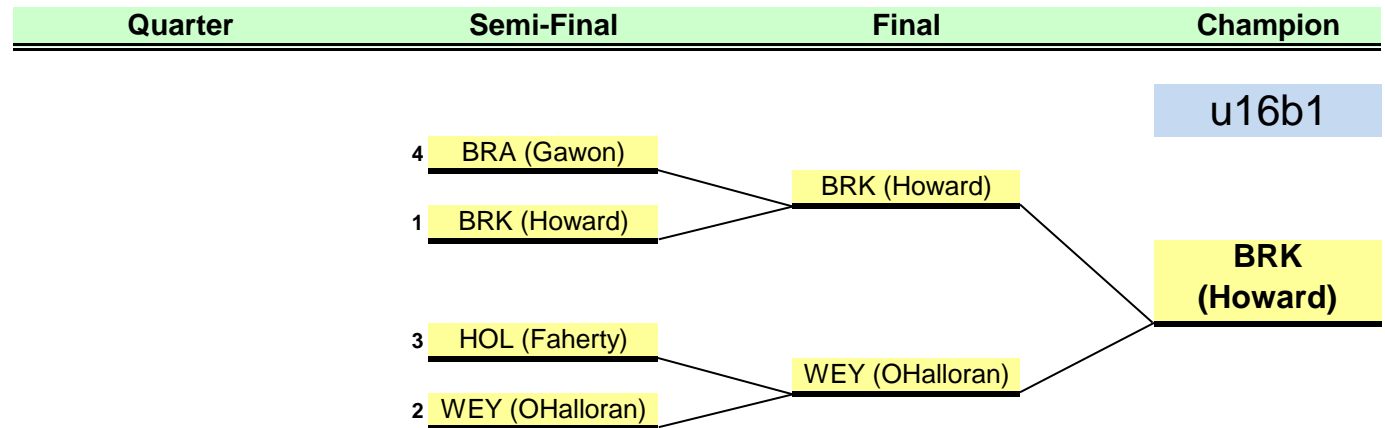 Quarter Semi-Final Final Champion
u16b1
4 BRA (Gawon)
BRK (Howard)
1 BRK (Howard)
BRK
(Howard)
3 HOL (Faherty)
WEY (OHalloran)
2 WEY (OHalloran)